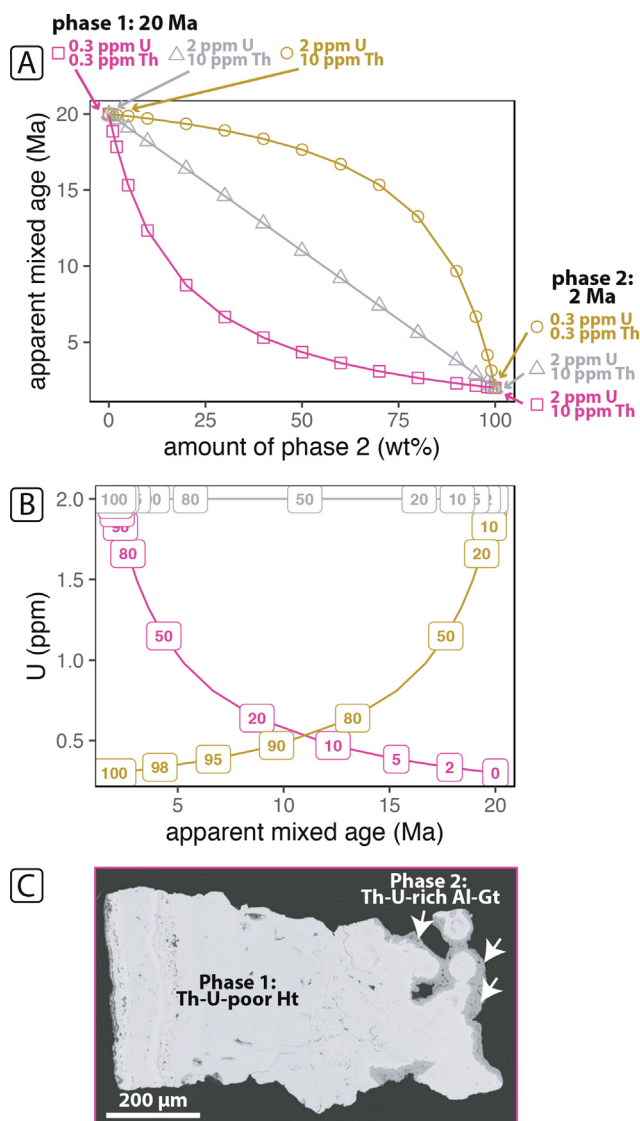 phase 1: 20 Ma
A
0.3 ppm U
0.3 ppm Th
2 ppm U
10 ppm Th
2 ppm U
10 ppm Th
apparent mixed age (Ma)
20
15
10
5
phase 2:
2 Ma
0.3 ppm U
0.3 ppm Th
2 ppm U
10 ppm Th
2 ppm U
10 ppm Th
0 25 50 75 100
amount of phase 2 (wt%)
B
U (ppm)
2.0
1.5
1.0
0.5
100 80 50 20 10 5 2
90 10
80 20
50 50
20 80
90 10 5 2 0
100 98 95
5 10 15 20
apparent mixed age (Ma)
C
Phase 2:
Th-U-rich Al-Gt
Phase 1:
Th-U-poor Ht
200 µm